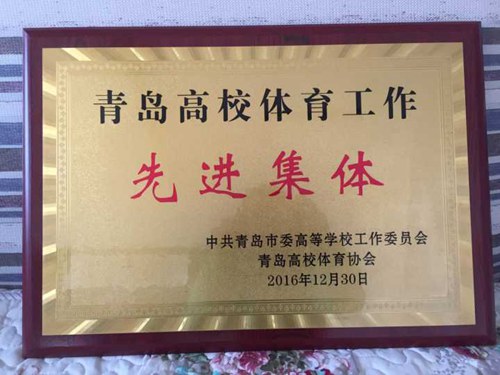 青岛高校体育工作
先进集体
中共青岛市委高等学校工作委员会
青岛高校体育协会
2016年12月30日